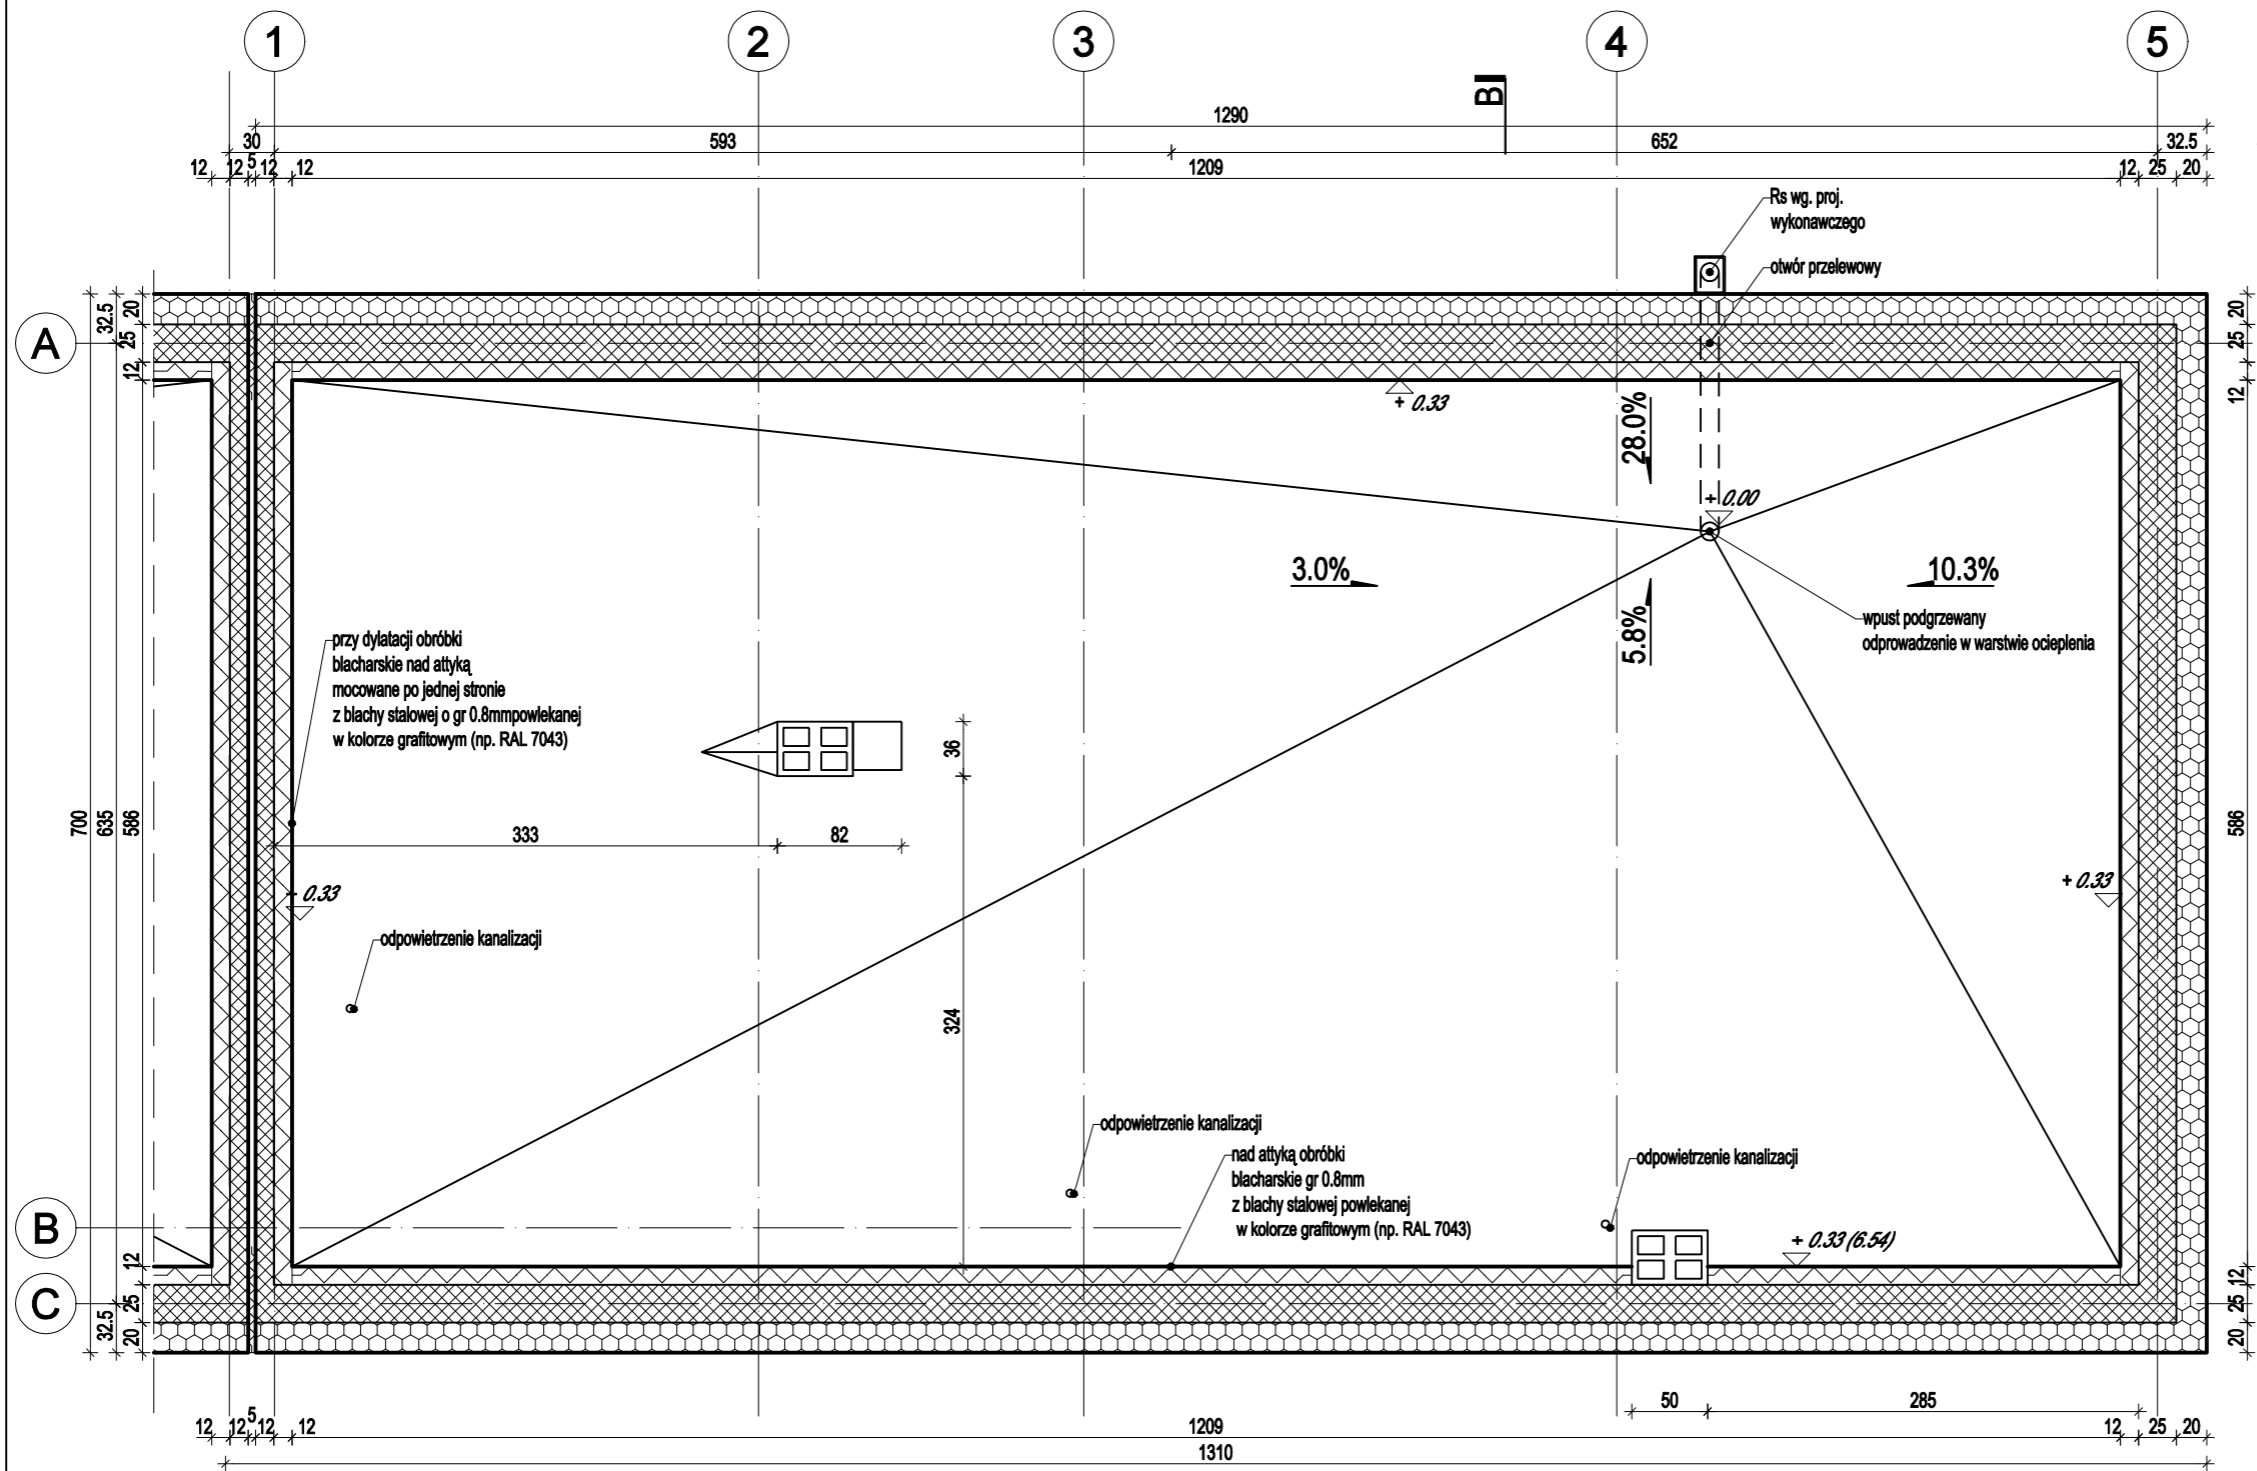 1
2
3
4
5
BI
1290
30
593
652
32.5
12
12
5
12
12
1209
12
25
20
Rs wg. proj.
wykonawczego
otwór przelewowy
A
32.5
20
25
12
20
25
12
+ 0.33
28.0%
+ 0.00
3.0%
10.3%
5.8%
wpust podgrzewany
odprowadzenie w warstwie ocieplenia
przy dylatacji obróbki
blacharskie nad attyką
mocowane po jednej stronie
z blachy stalowej o gr 0.8mmpowlekanej
w kolorze grafitowym (np. RAL 7043)
36
700
635
586
333
82
586
+ 0.33
+ 0.33
odpowietrzenie kanalizacji
324
odpowietrzenie kanalizacji
nad attyką obróbki
blacharskie gr 0.8mm
z blachy stalowej powlekanej
w kolorze grafitowym (np. RAL 7043)
odpowietrzenie kanalizacji
+ 0.33 (6.54)
B
C
12
25
32.5
20
12
25
20
50
285
12
12
5
12
12
1209
12
25
20
1310